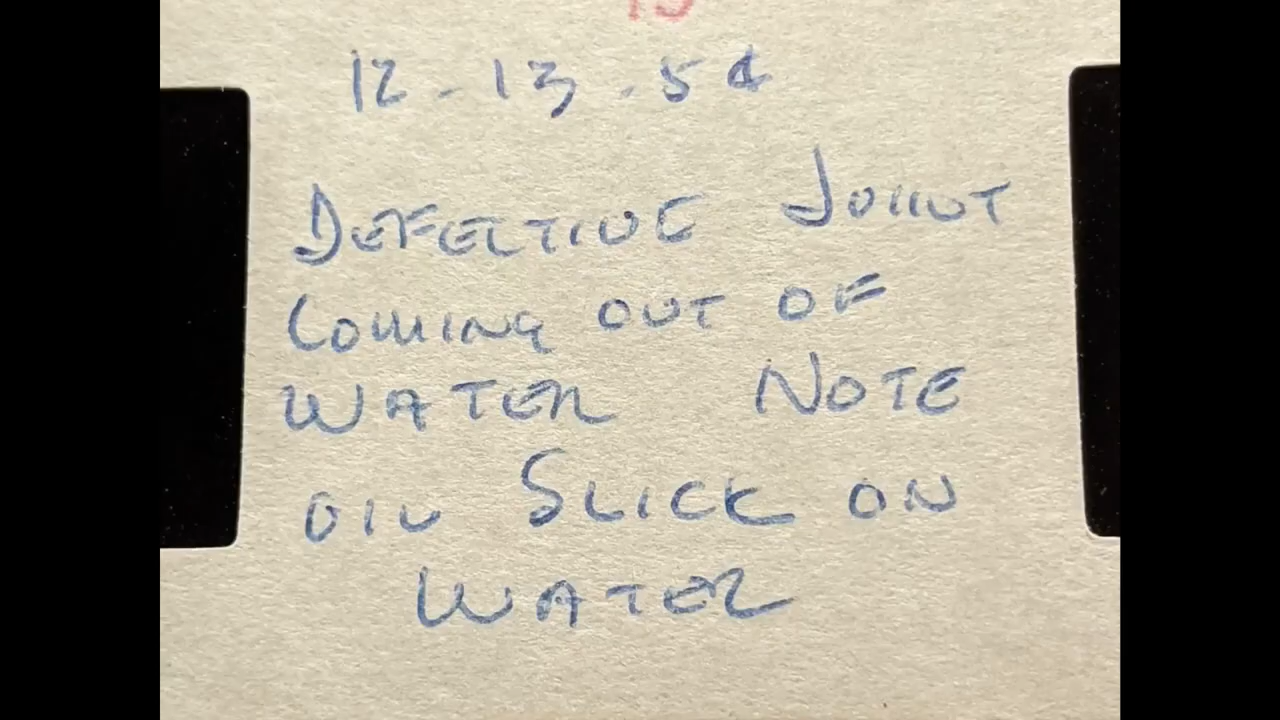 12-13.54
DEFECTIVE JOINT
COMING OUT OF
WATER NOTE
OIL SLICK ON
WATER